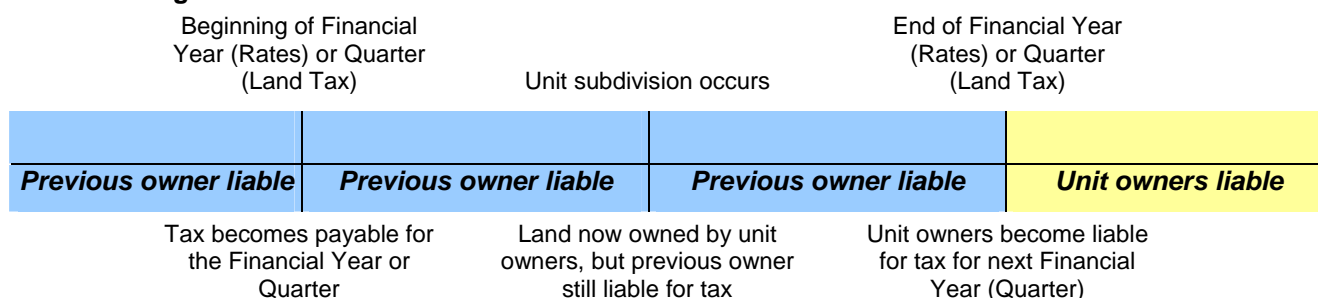 Beginning of Financial
Year (Rates) or Quarter
(Land Tax)
Unit subdivision occurs
End of Financial Year
(Rates) or Quarter
(Land Tax)
Previous owner liable
Previous owner liable
Previous owner liable
Unit owners liable
Tax becomes payable for
the Financial Year or
Quarter
Land now owned by unit
owners, but previous owner
still liable for tax
Unit owners become liable
for tax for next Financial
Year (Quarter)